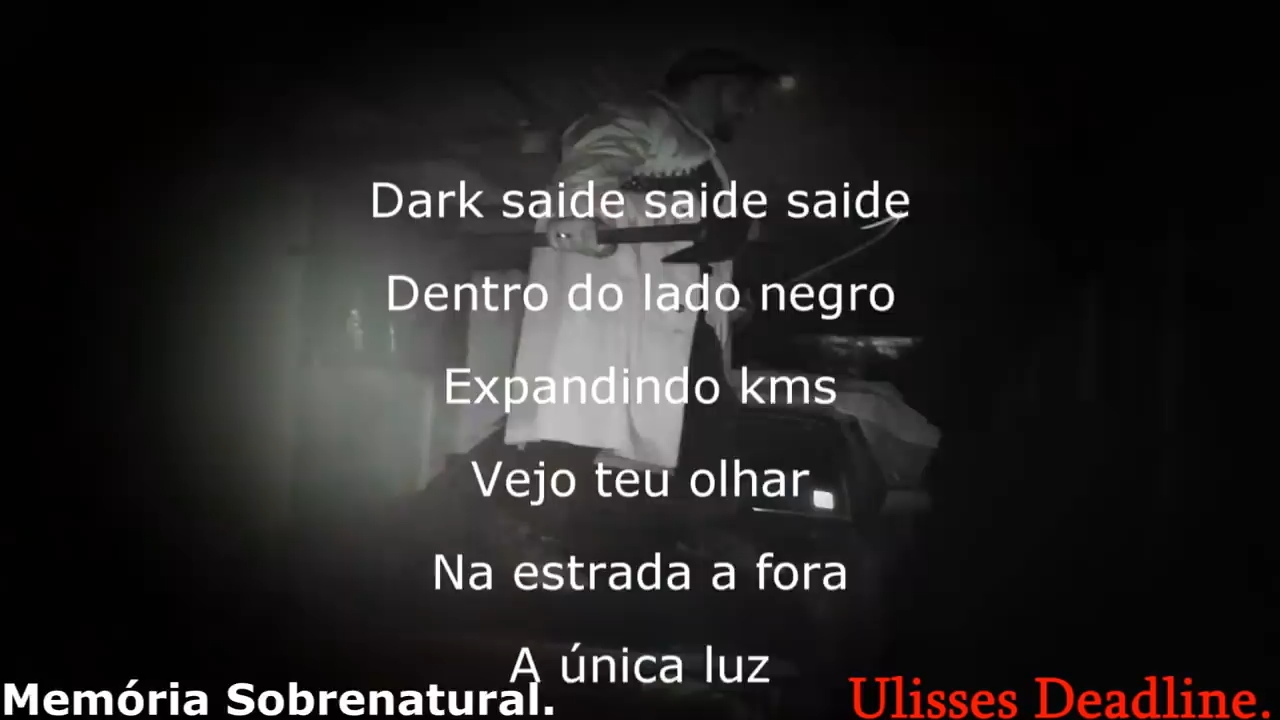 Dark saide saide saide
Dentro do lado negro
Expandindo kms
Vejo teu olhar
Na estrada a fora
A única luz
Memória Sobrenatural.
Ulisses Deadline.